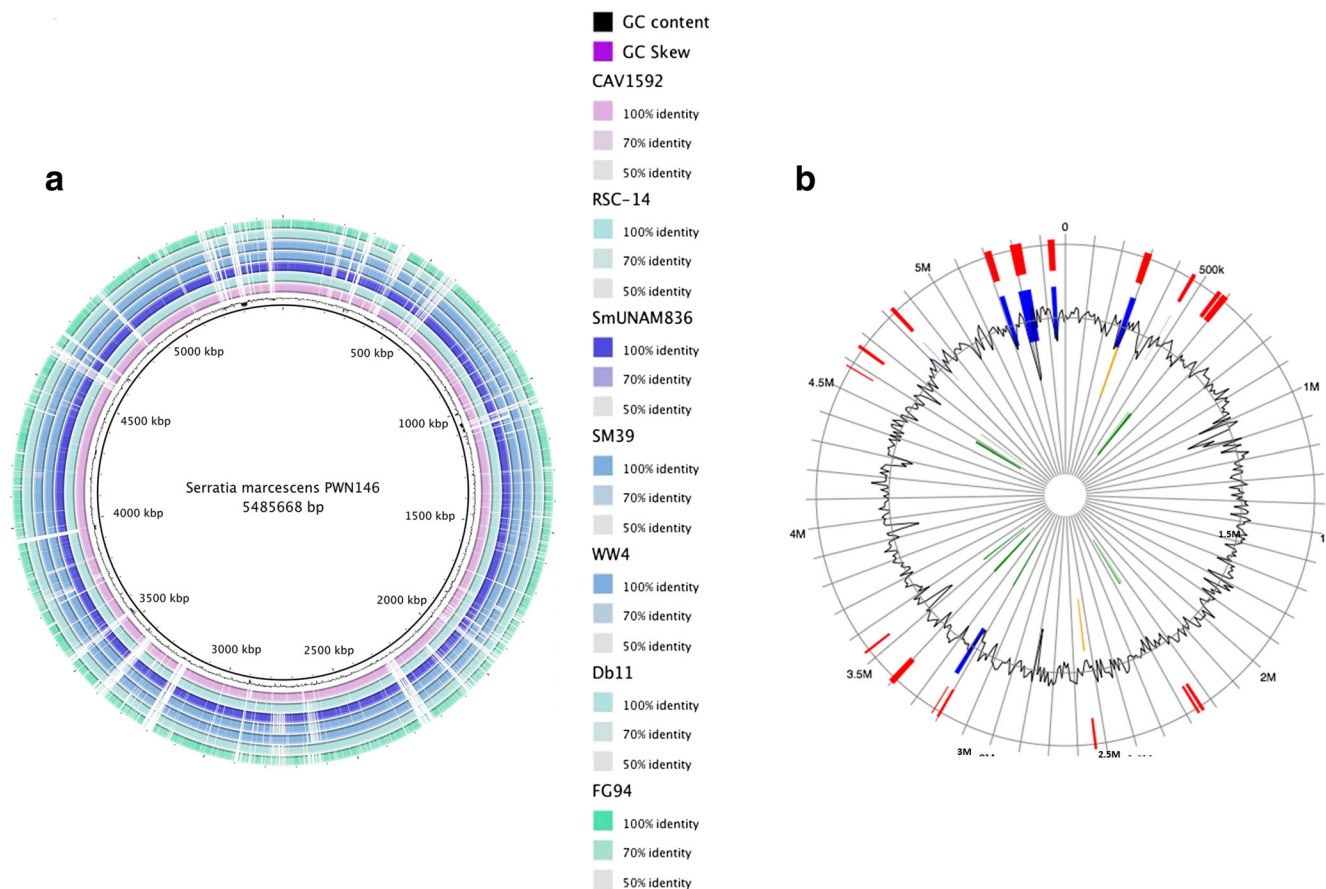 a
5000 kbp
500 kbp
4500 kbp
1000 kbp
Serratia marcescens PWN146
5485668 bp
4000 kbp
1500 kbp
3500 kbp
2000 kbp
3000 kbp
2500 kbp
GC content
GC Skew
CAV1592
100% identity
70% identity
50% identity
RSC-14
100% identity
70% identity
50% identity
SmUNAM836
100% identity
70% identity
50% identity
SM39
100% identity
70% identity
50% identity
WW4
100% identity
70% identity
50% identity
Db11
100% identity
70% identity
50% identity
FG94
100% identity
70% identity
50% identity
b
0
500k
5M
1M
4.5M
1.5M
4M
2M
3.5M
2.5M
3M